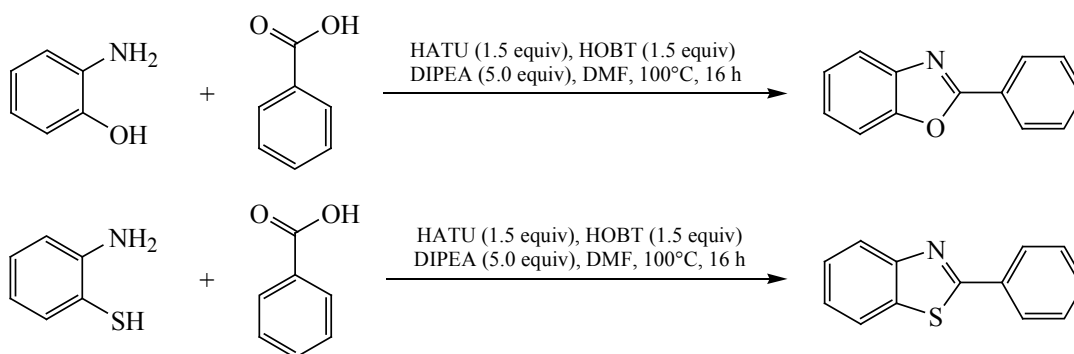 NH2
OH
+
O
OH
HATU (1.5 equiv), HOBT (1.5 equiv)
DIPEA (5.0 equiv), DMF, 100°C, 16 h
N
O
NH2
SH
+
O
OH
HATU (1.5 equiv), HOBT (1.5 equiv)
DIPEA (5.0 equiv), DMF, 100°C, 16 h
N
S